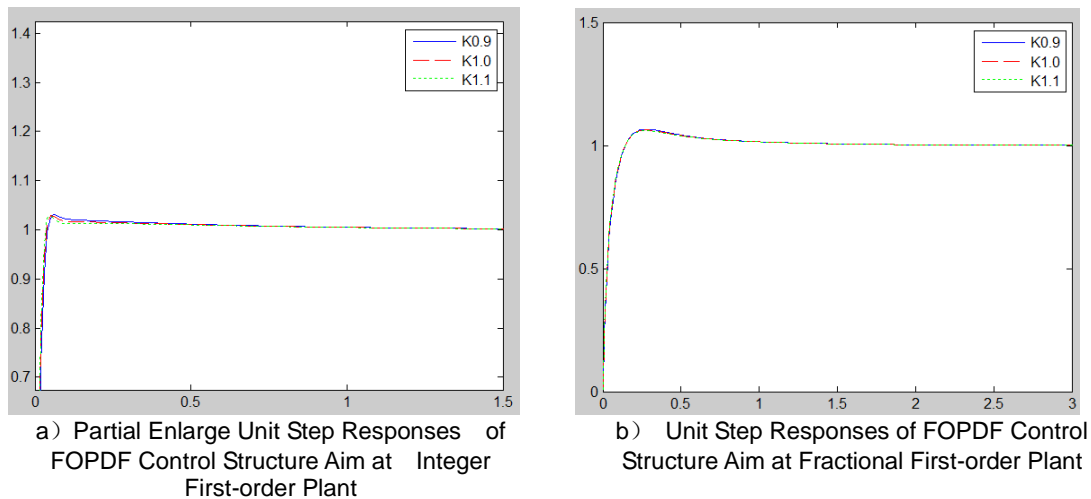 1.4
1.3
1.2
1.1
1
0.9
0.8
0.7
0
0.5
1
1.5
K0.9
K1.0
K1.1
a）Partial Enlarge Unit Step Responses of
FOPDF Control Structure Aim at Integer
First-order Plant
1.5
1
0.5
0
0
0.5
1
1.5
2
2.5
3
K0.9
K1.0
K1.1
b） Unit Step Responses of FOPDF Control
Structure Aim at Fractional First-order Plant